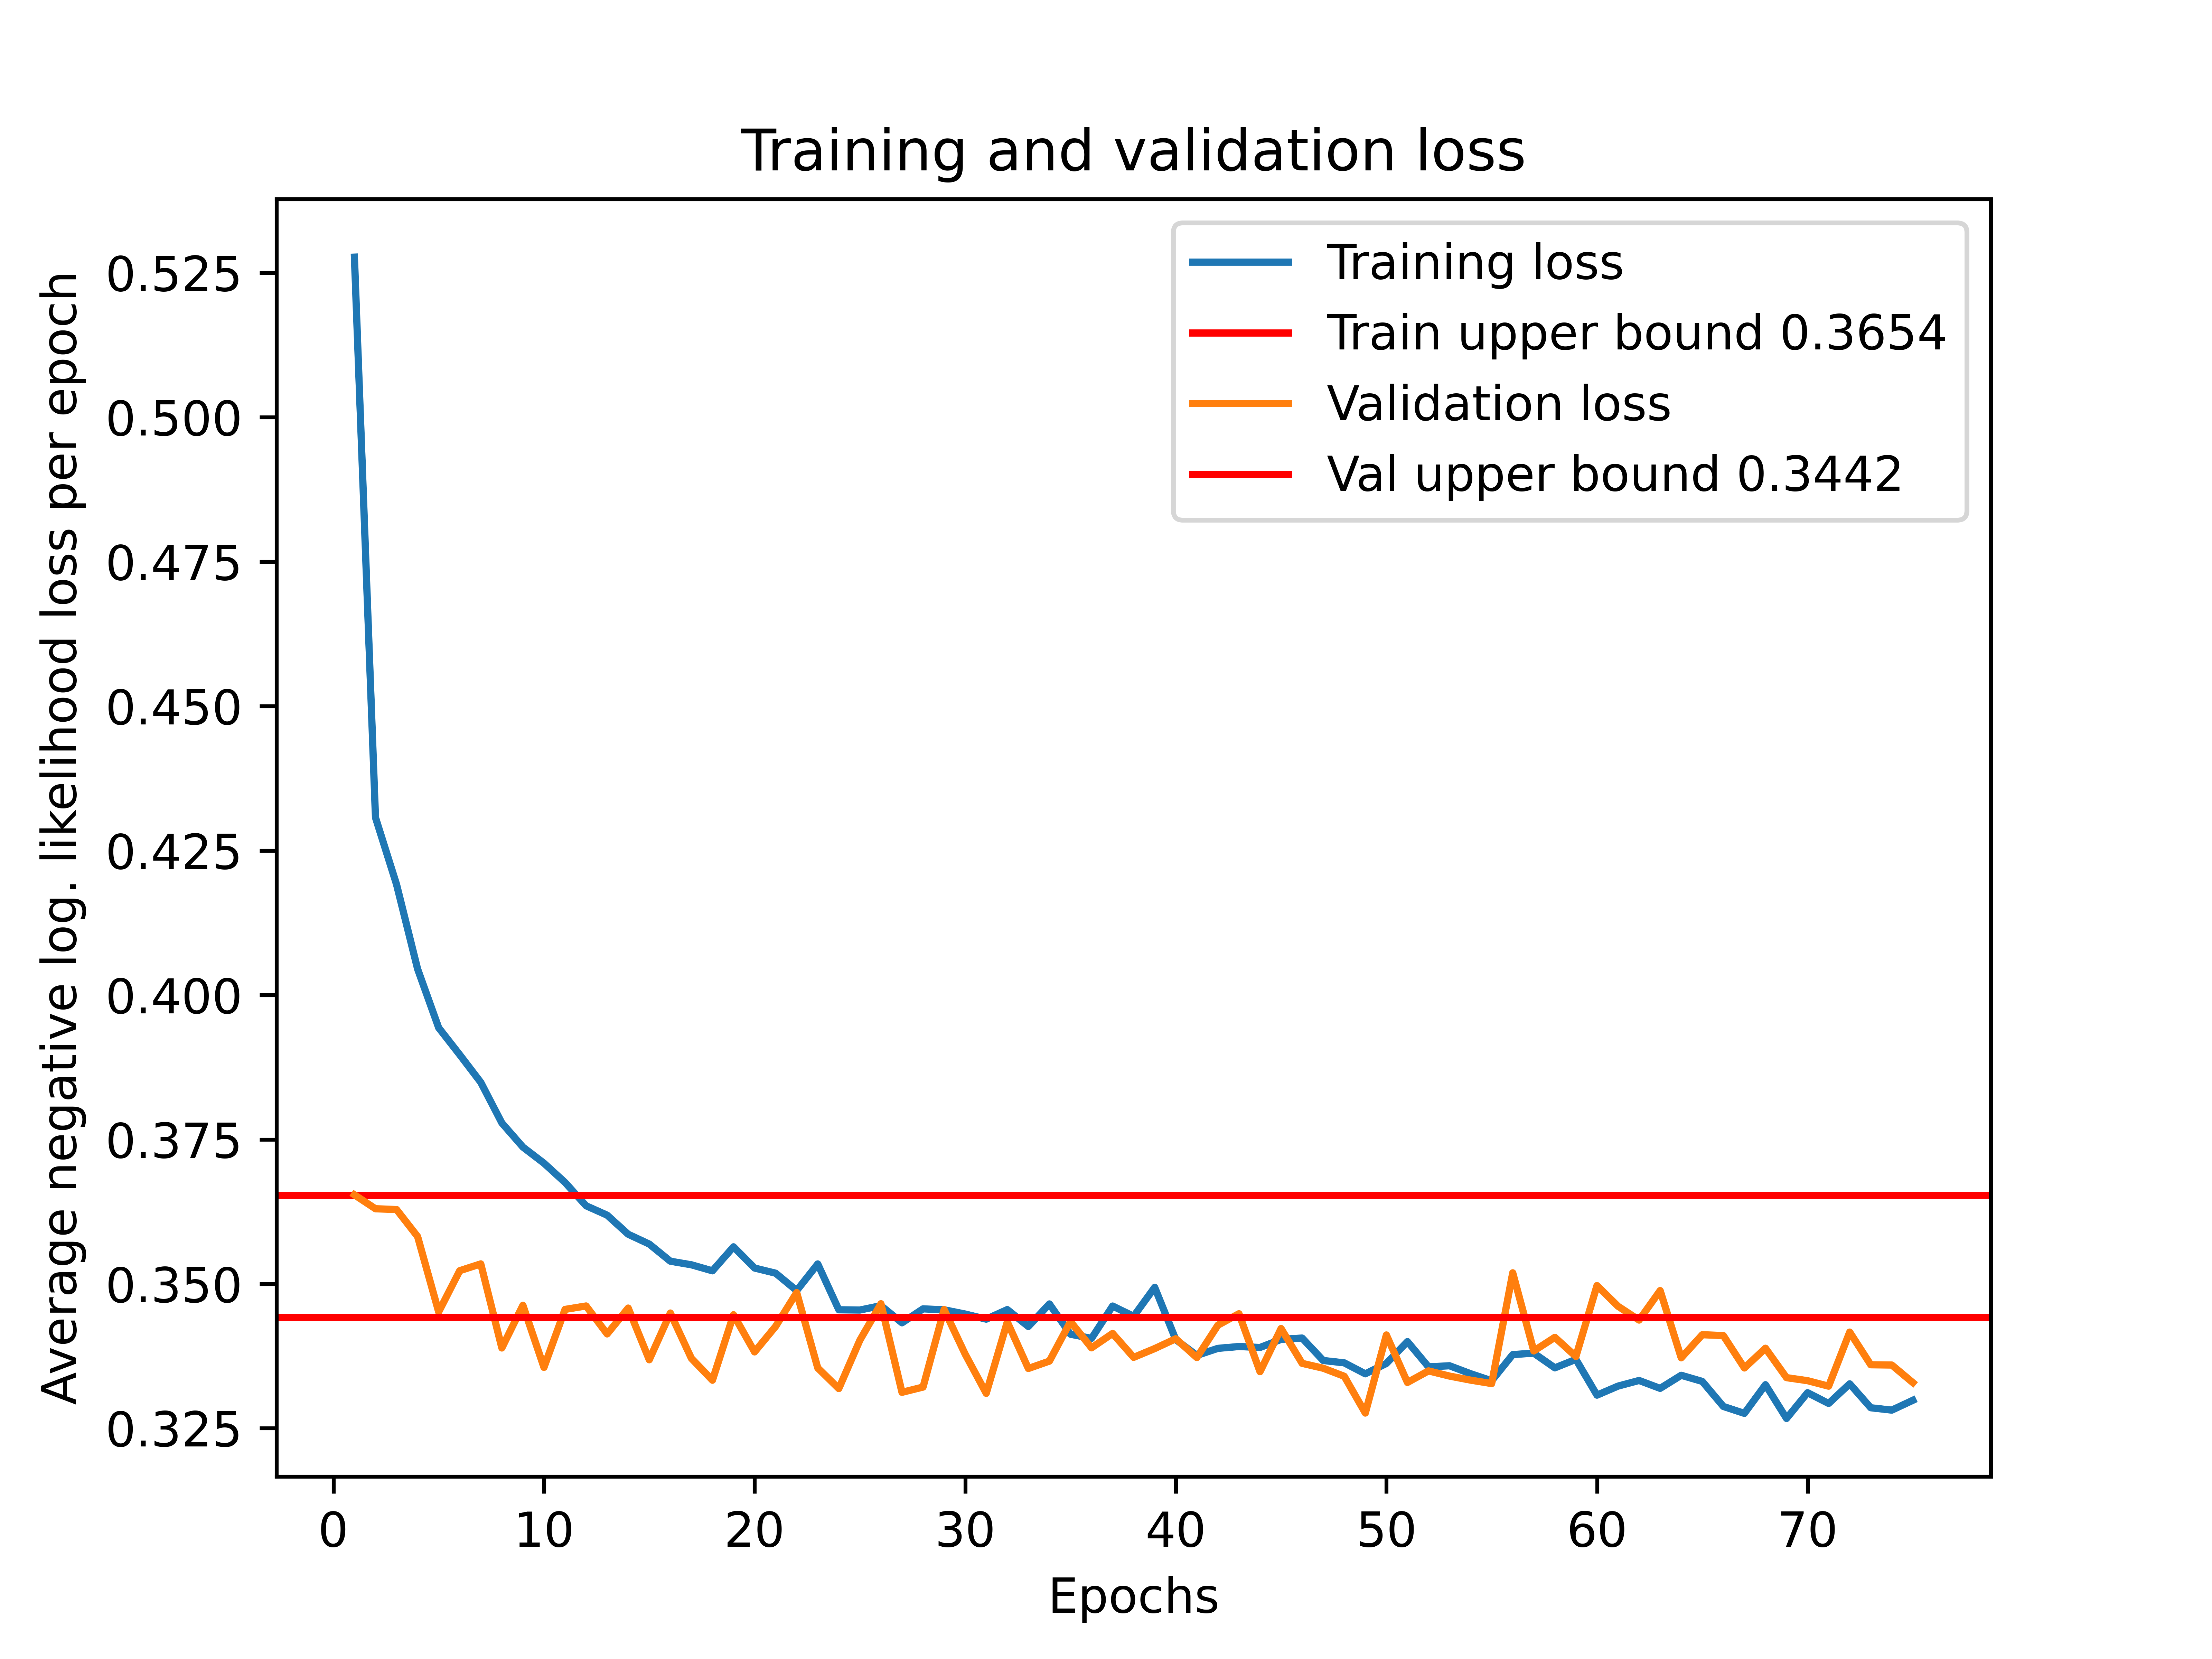 Training and validation loss
Training loss
Train upper bound 0.3654
Validation loss
Val upper bound 0.3442
Average negative log. likelihood loss per epoch
0.525
0.500
0.475
0.450
0.425
0.400
0.375
0.350
0.325
0 10 20 30 40 50 60 70
Epochs